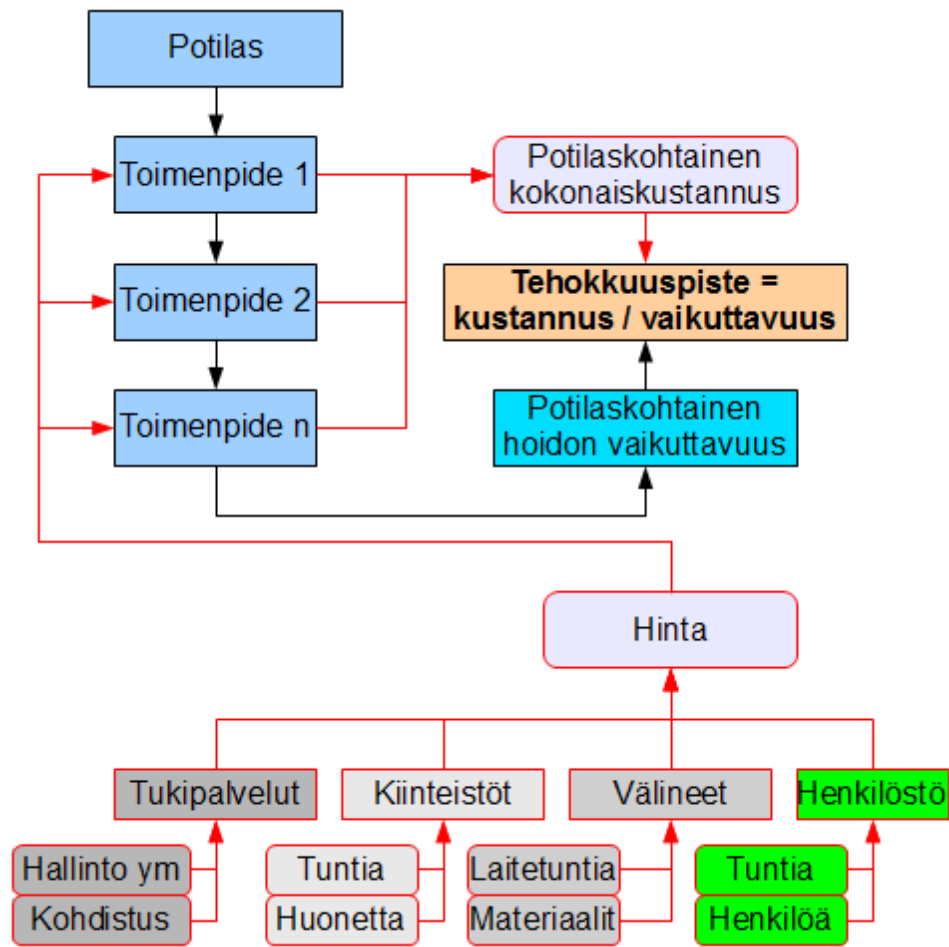 Potilas
Toimenpide 1
Toimenpide 2
Toimenpide n
Potilaskohtainen
kokonaiskustannus
Tehokkuuspiste =
kustannus / vaikuttavuus
Potilaskohtainen
hoidon vaikuttavuus
Hinta
Tukipalvelut
Kiinteistöt
Välineet
Henkilöstö
Hallinto ym
Kohdistus
Tuntia
Huonetta
Laitetuntia
Materiaalit
Tuntia
Henkilöä